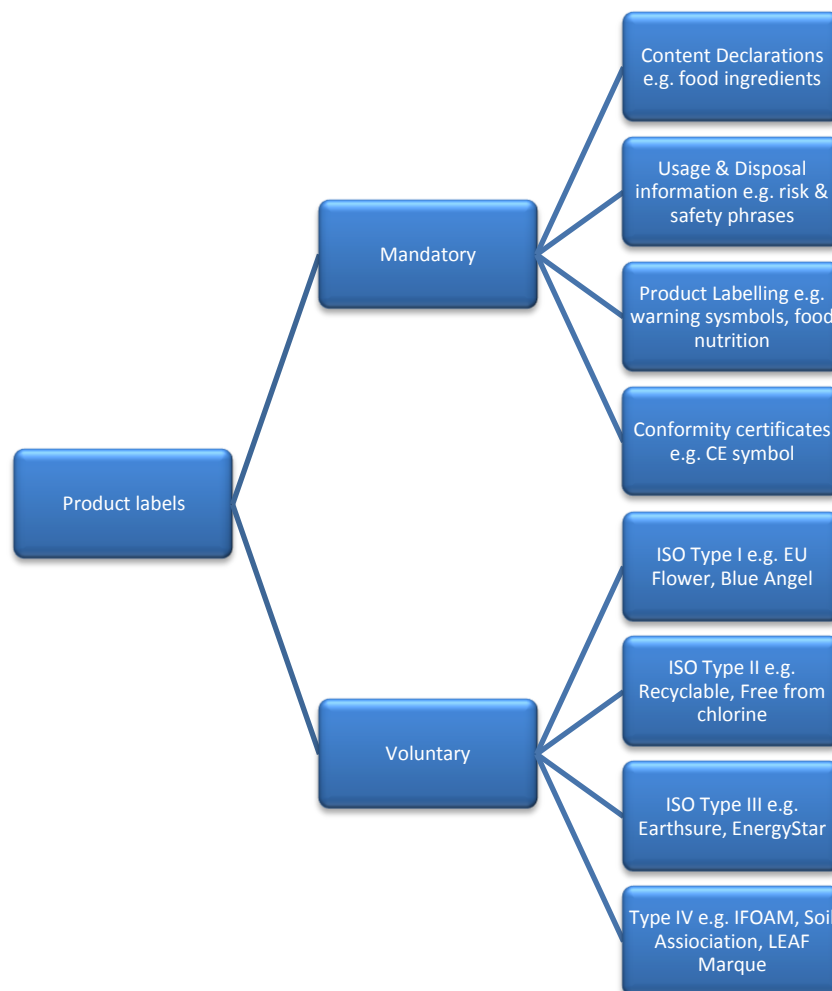 Content Declarations
e.g. food ingredients
Usage & Disposal
information e.g. risk &
safety phrases
Mandatory
Product Labelling e.g.
warning sysmbols, food
nutrition
Conformity certificates
e.g. CE symbol
Product labels
ISO Type I e.g. EU
Flower, Blue Angel
ISO Type II e.g.
Recyclable, Free from
chlorine
Voluntary
ISO Type III e.g.
Earthsure, EnergyStar
Type IV e.g. IFOAM, Soil
Assiociation, LEAF
Marque